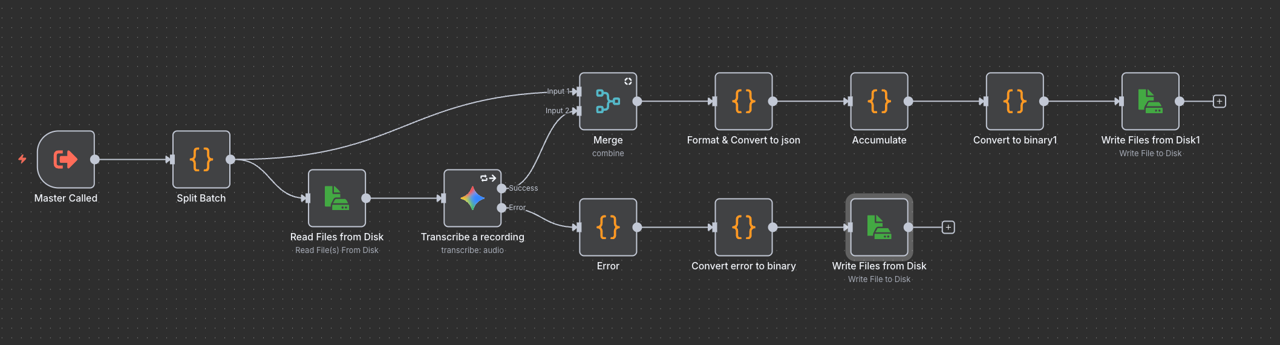 Input 1
Input 2
Merge
combine
Format & Convert to json
Accumulate
Convert to binary1
Write Files from Disk1
Write File to Disk
Master Called
Split Batch
Read Files from Disk
Read File(s) From Disk
Transcribe a recording
transcribe: audio
Success
Error
Error
Convert error to binary
Write Files from Disk
Write File to Disk